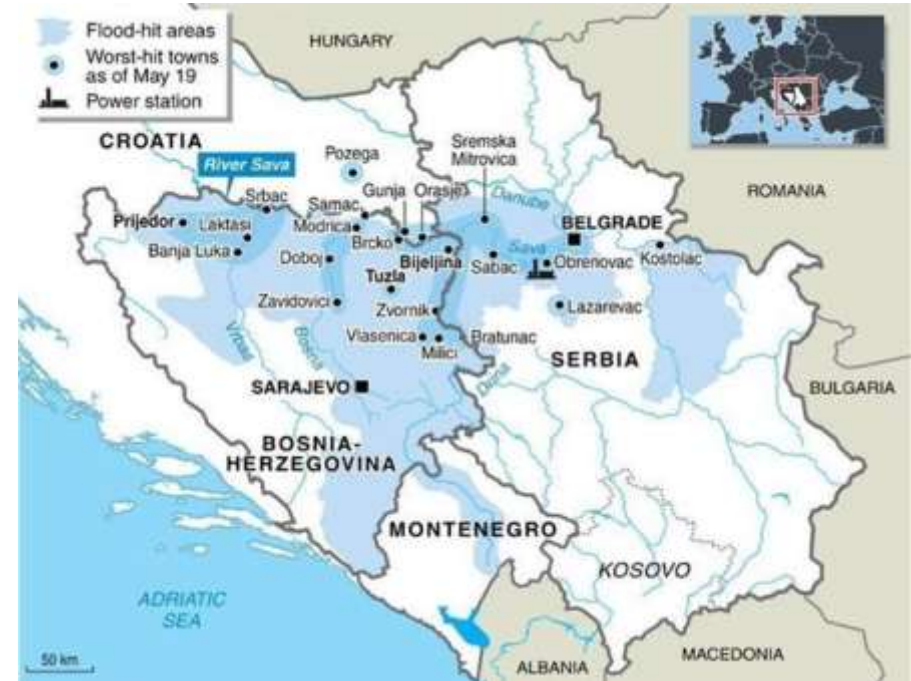 Flood-hit areas
Worst-hit towns
as of May 19
Power station
HUNGARY
CROATIA
River Sava
Pozega
Sremska
Mitrovica
ROMANIA
Srbac
Samac
Gunja
Orasje
Danube
BELGRADE
Prijedor
Laktasi
Modrica
Brcko
Sava
Banja Luka
Doboj
Bijeljina
Sabac
Obrenovac
Kostolac
Tuzla
Zavidovici
Zvornik
Lazarevac
Vrbas
Bosna
Vlasenica
Milici
Bratunac
SERBIA
SARAJEVO
Drina
BULGARIA
BOSNIA-
HERZEGOVINA
MONTENEGRO
KOSOVO
ADRIATIC
SEA
50 km
ALBANIA
MACEDONIA